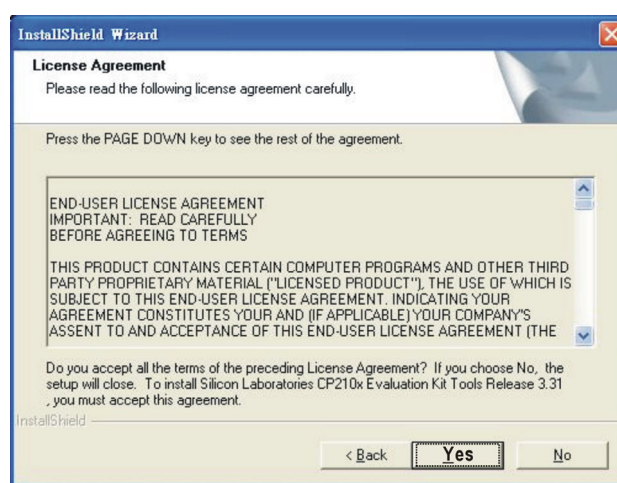 InstallShield Wizard
License Agreement
Please read the following license agreement carefully.
Press the PAGE DOWN key to see the rest of the agreement.
END-USER LICENSE AGREEMENT
IMPORTANT: READ CAREFULLY
BEFORE AGREEING TO TERMS
THIS PRODUCT CONTAINS CERTAIN COMPUTER PROGRAMS AND OTHER THIRD
PARTY PROPRIETARY MATERIAL ("LICENSED PRODUCT"), THE USE OF WHICH IS
SUBJECT TO THIS END-USER LICENSE AGREEMENT. INDICATING YOUR
AGREEMENT CONSTITUTES YOUR AND (IF APPLICABLE) YOUR COMPANY'S
ASSENT TO AND ACCEPTANCE OF THIS END-USER LICENSE AGREEMENT (THE
Do you accept all the terms of the preceding License Agreement? If you choose No, the
setup will close. To install Silicon Laboratories CP210x Evaluation Kit Tools Release 3.31
, you must accept this agreement.
InstallShield
< Back
Yes
No